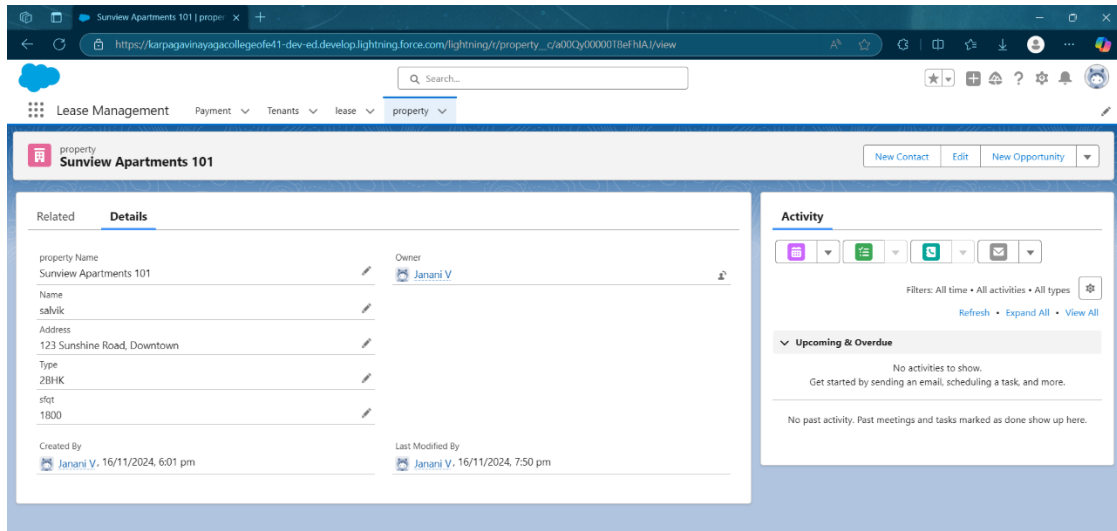 Sunview Apartments 101 | proper
https://karpagavinayagacollegeofe41-dev-ed.develop.lightning.force.com/lightning/r/property__c/a00Qy00000T8eFhIAJ/view
Search...
Lease Management Payment Tenants lease property
property
Sunview Apartments 101
New Contact Edit New Opportunity
Related Details
property Name
Sunview Apartments 101
Owner
Janani V
Name
salvik
Address
123 Sunshine Road, Downtown
Type
2BHK
sfqt
1800
Created By
Janani V, 16/11/2024, 6:01 pm
Last Modified By
Janani V, 16/11/2024, 7:50 pm
Activity
Filters: All time • All activities • All types
Refresh • Expand All • View All
Upcoming & Overdue
No activities to show.
Get started by sending an email, scheduling a task, and more.
No past activity. Past meetings and tasks marked as done show up here.